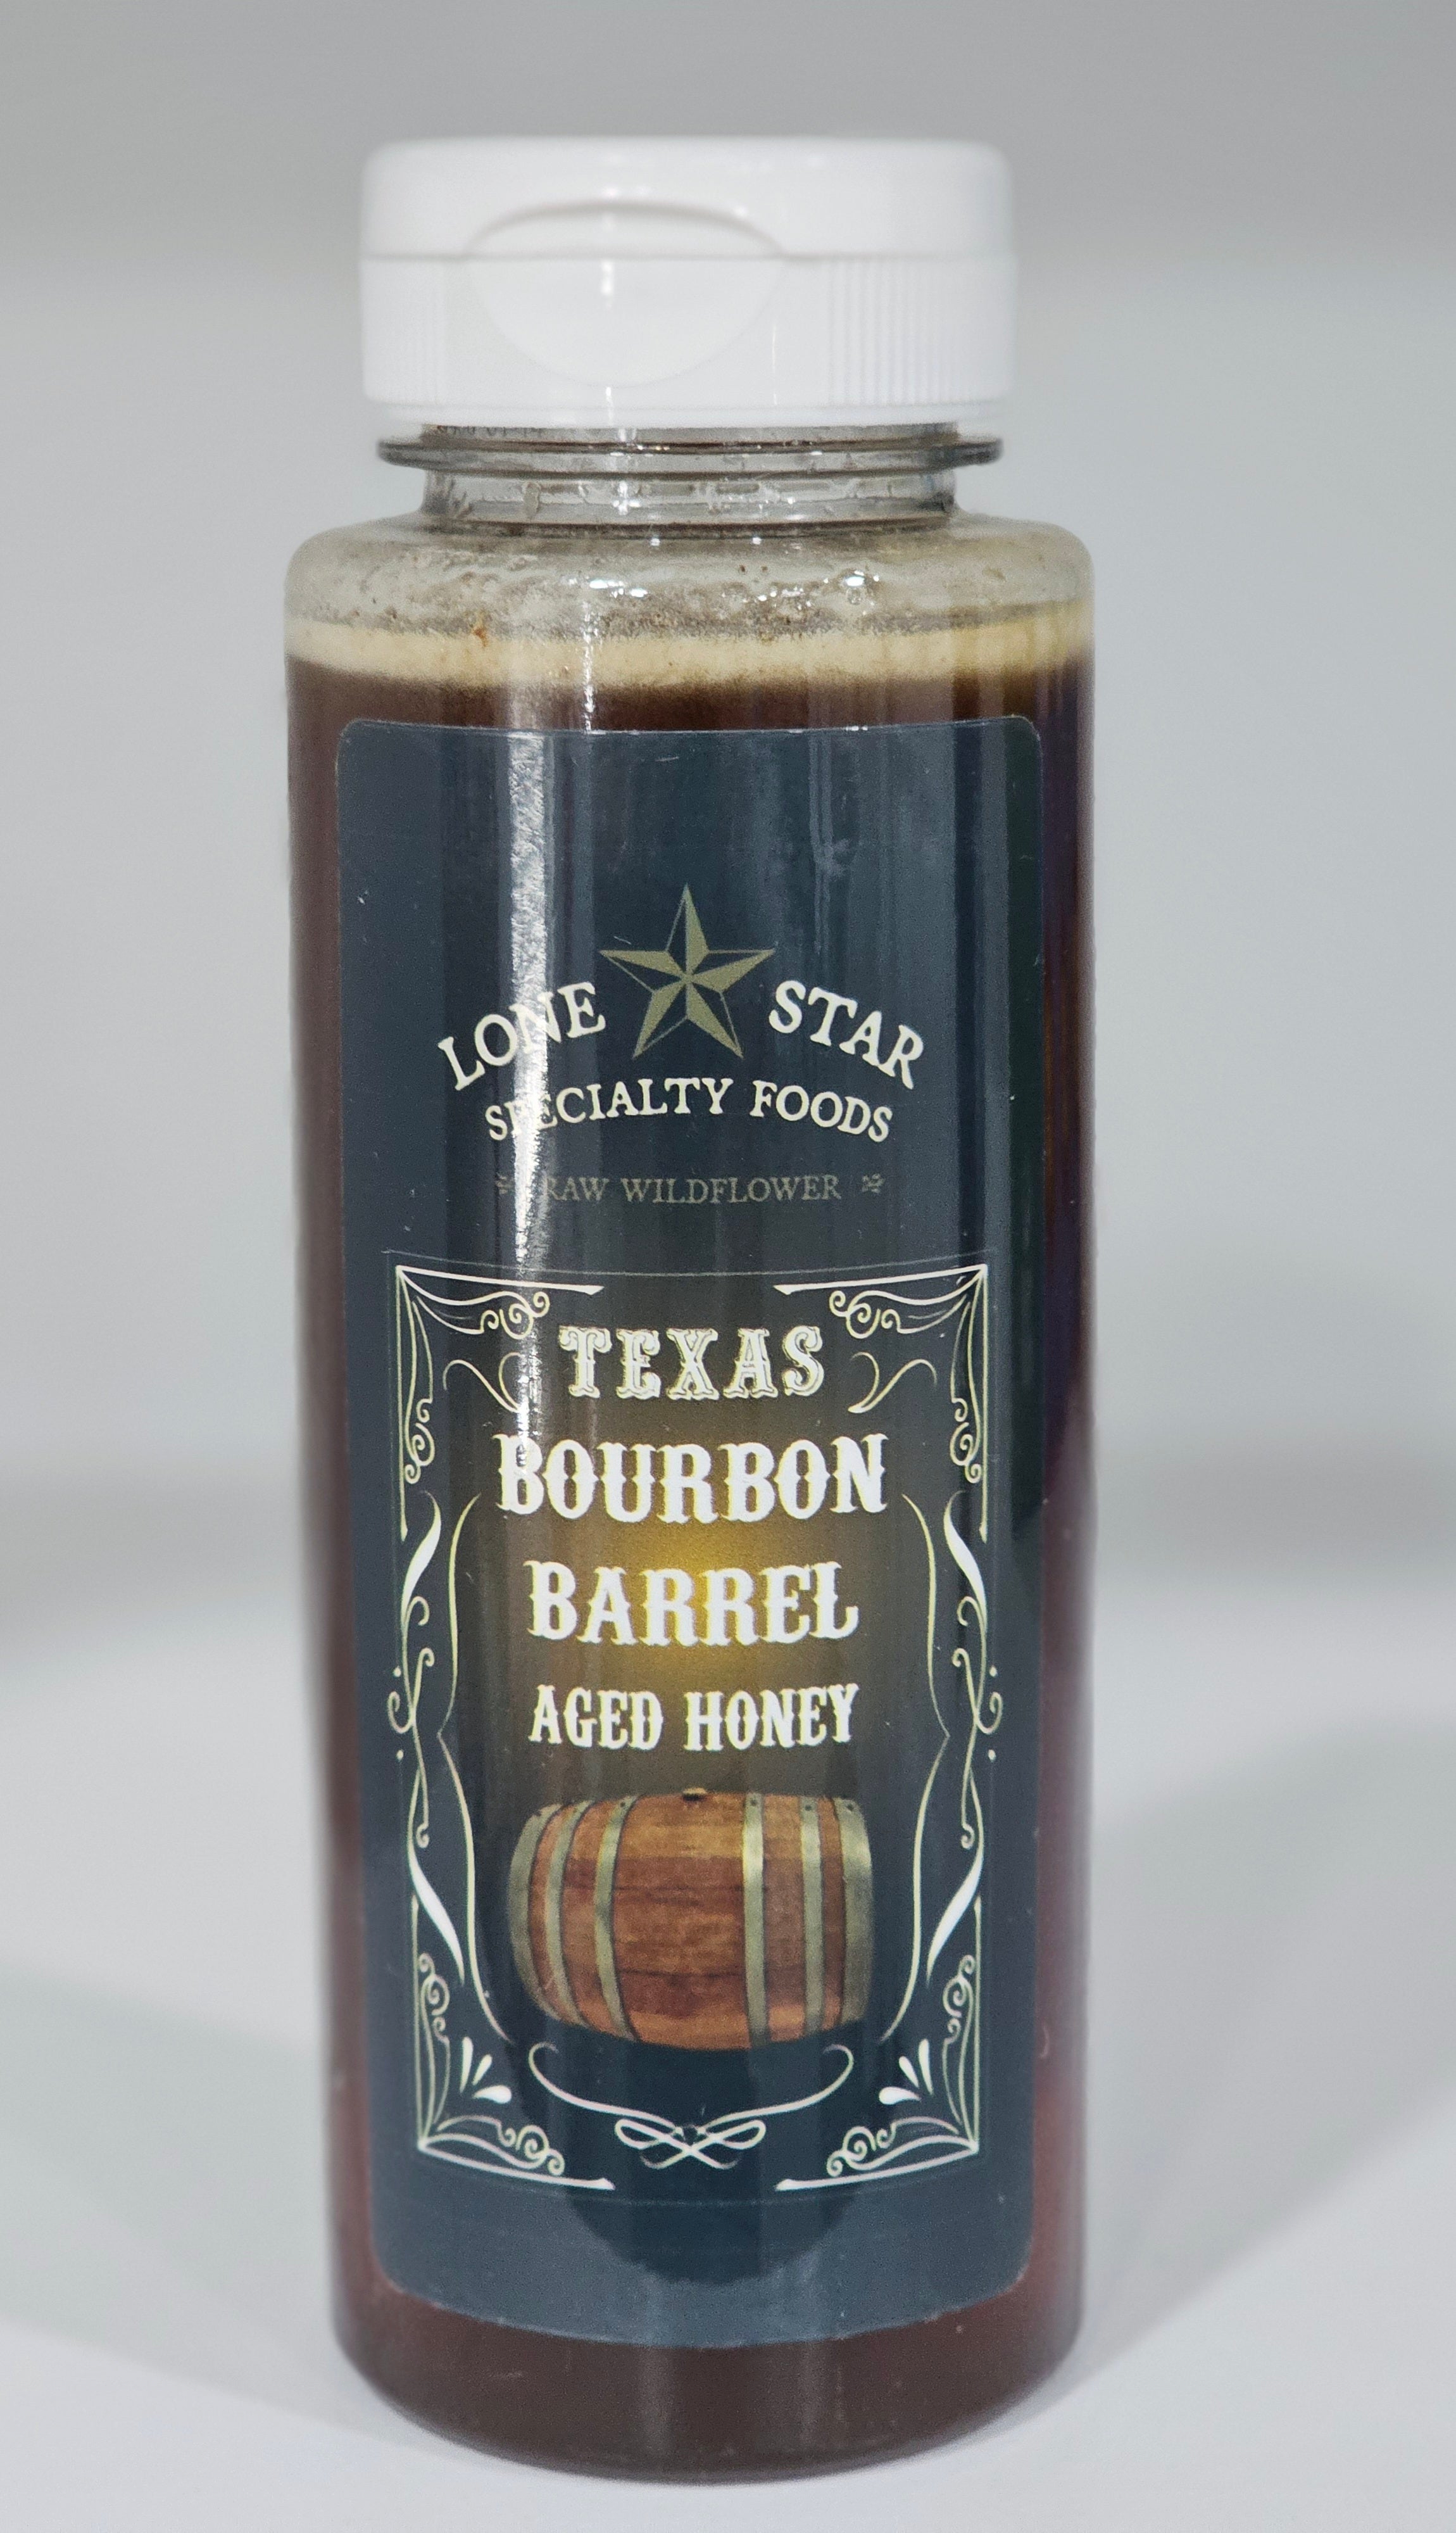 LONE STAR
SPECIALTY FOODS
RAW WILDFLOWER
TEXAS
BOURBON
BARREL
AGED HONEY